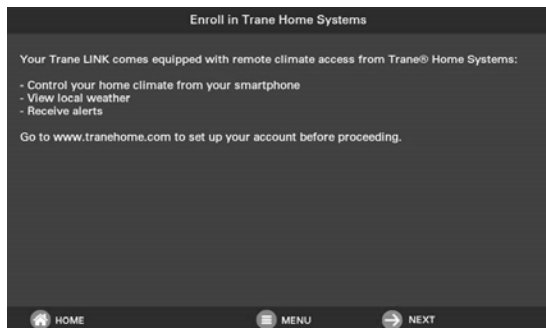 Enroll in Trane Home Systems
Your Trane LINK comes equipped with remote climate access from Trane® Home Systems:
- Control your home climate from your smartphone
- View local weather
- Receive alerts
Go to www.tranehome.com to set up your account before proceeding.
HOME MENU NEXT